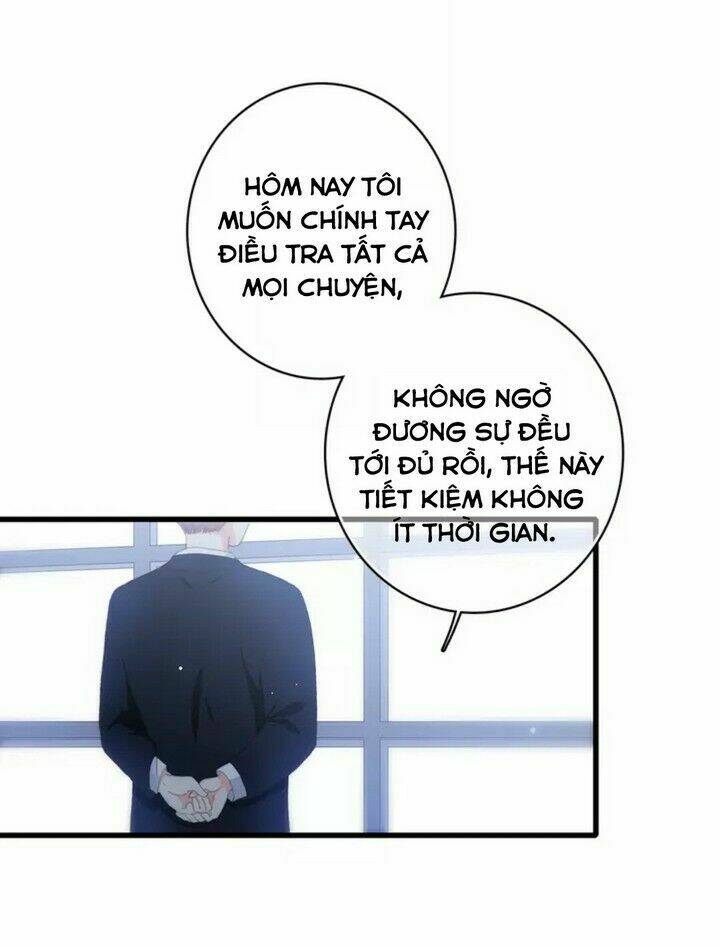 HÔM NAY TÔI
MUỐN CHÍNH TAY
ĐIỀU TRA TẤT CẢ
MỌI CHUYỆN,
KHÔNG NGỜ
ĐƯƠNG SỰ ĐỀU
TỚI ĐỦ RỒI, THẾ NÀY
TIẾT KIỆM KHÔNG
ÍT THỜI GIAN.